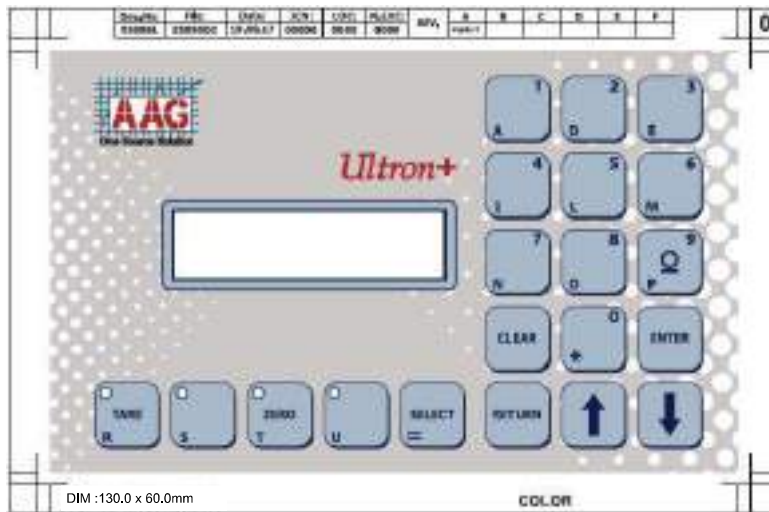 REV. A B C D E F
AAG
One Source Solution
Ultron+
1 2 3
A D E
4 5 6
I L M
7 8 9
N O Ω P
0
CLEAR * ENTER
TARE ZERO SELECT RETURN ↑ ↓
R S T U =
DIM :130.0 x 60.0mm
COLOR